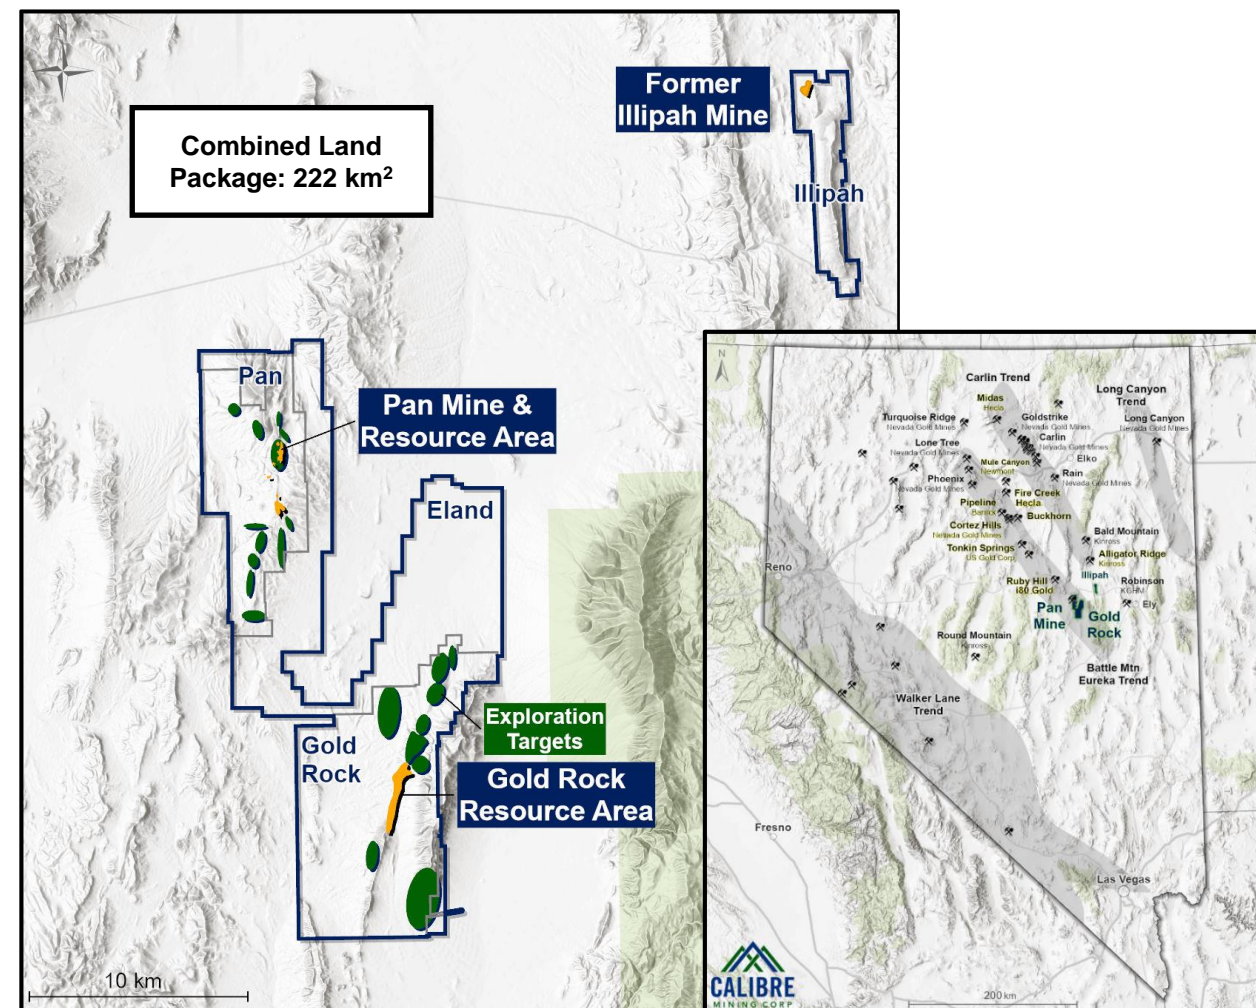 Combined Land
Package: 222 km²
Former
Illipah Mine
Illipah
Pan
Pan Mine &
Resource Area
Eland
Exploration
Targets
Gold
Rock
Gold Rock
Resource Area
10 km
N
Carlin Trend
Midas
Hecla
Long Canyon
Trend
Turquoise Ridge
Nevada Gold Mines
Goldstrike
Nevada Gold Mines
Long Canyon
Nevada Gold Mines
Carlin
Nevada Gold Mines
Lone Tree
Nevada Gold Mines
Elko
Mule Canyon
Newmont
Rain
Nevada Gold Mines
Phoenix
Nevada Gold Mines
Fire Creek
Hecla
Pipeline
Barrick
Buckhorn
Cortez Hills
Nevada Gold Mines
Bald Mountain
Kinross
Tonkin Springs
US Gold Corp
Alligator Ridge
Kinross
Reno
Illipah
Ruby Hill
i80 Gold
Robinson
KGHM
Ely
Pan
Mine
Gold
Rock
Round Mountain
Kinross
Battle Mtn
Eureka Trend
Walker Lane
Trend
Fresno
Las Vegas
CALIBRE
MINING CORP
200 km